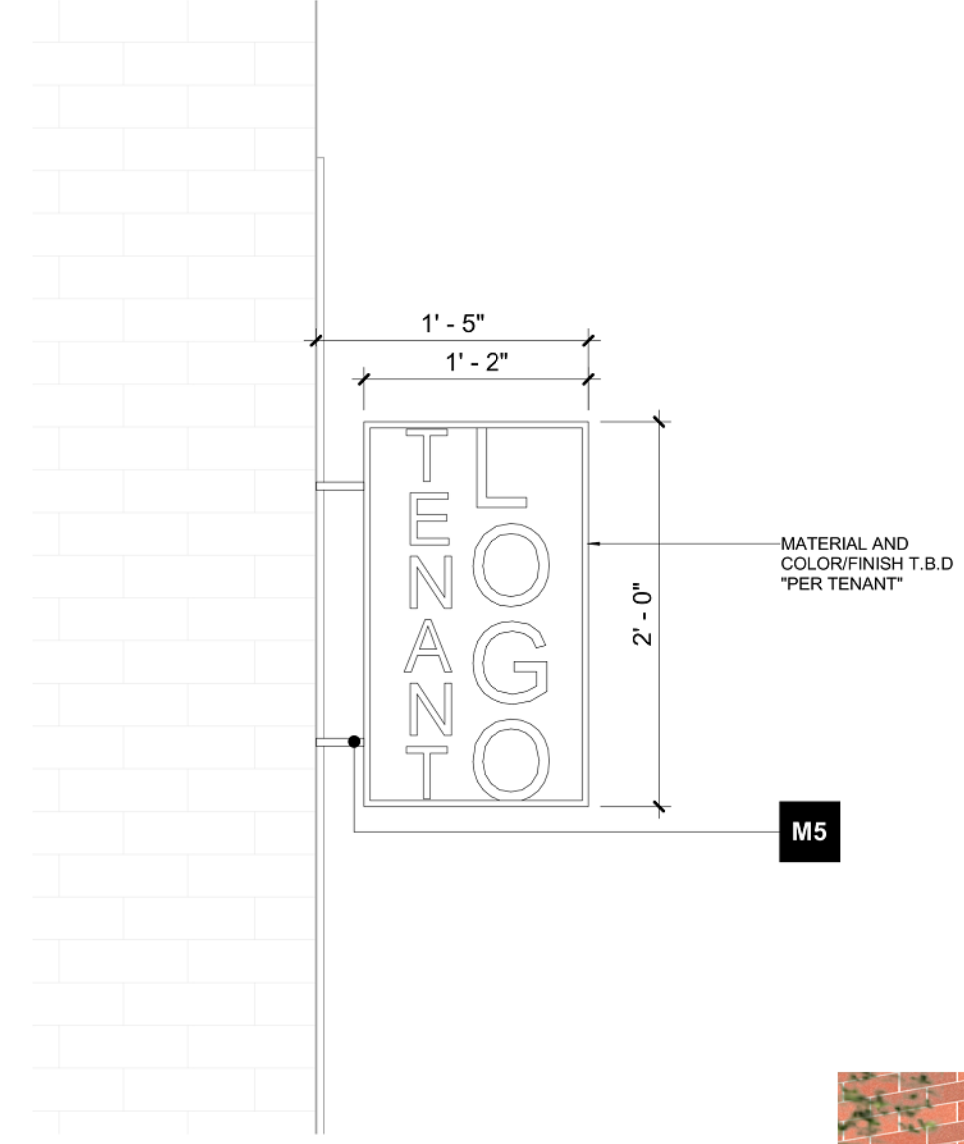 1' - 5"
1' - 2"
TENANT
LOGO
2' - 0"
MATERIAL AND
COLOR/FINISH T.B.D
"PER TENANT"
M5